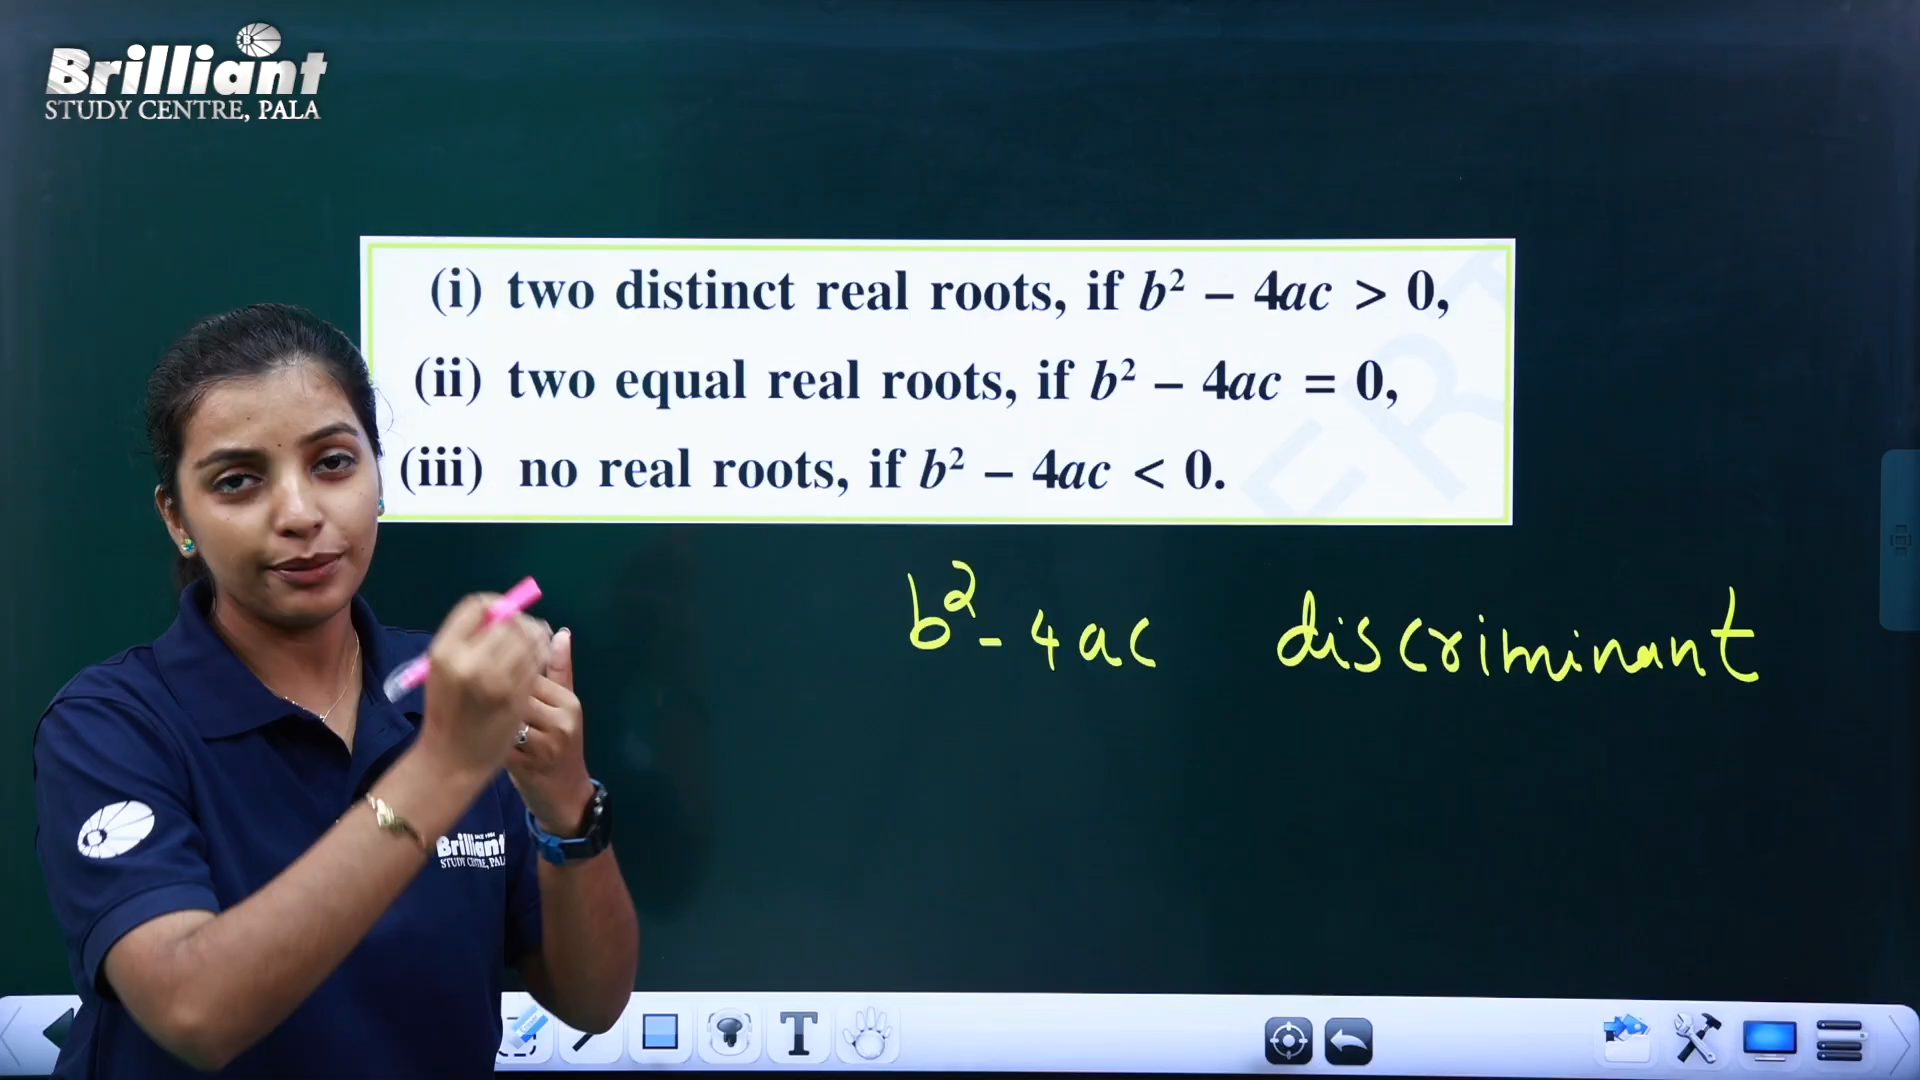 Brilliant
STUDY CENTRE, PALA
(i) two distinct real roots, if b² – 4ac > 0,
(ii) two equal real roots, if b² – 4ac = 0,
(iii) no real roots, if b² – 4ac < 0.
b² - 4ac discriminant
Brilliant
STUDY CENTRE, PALA
T